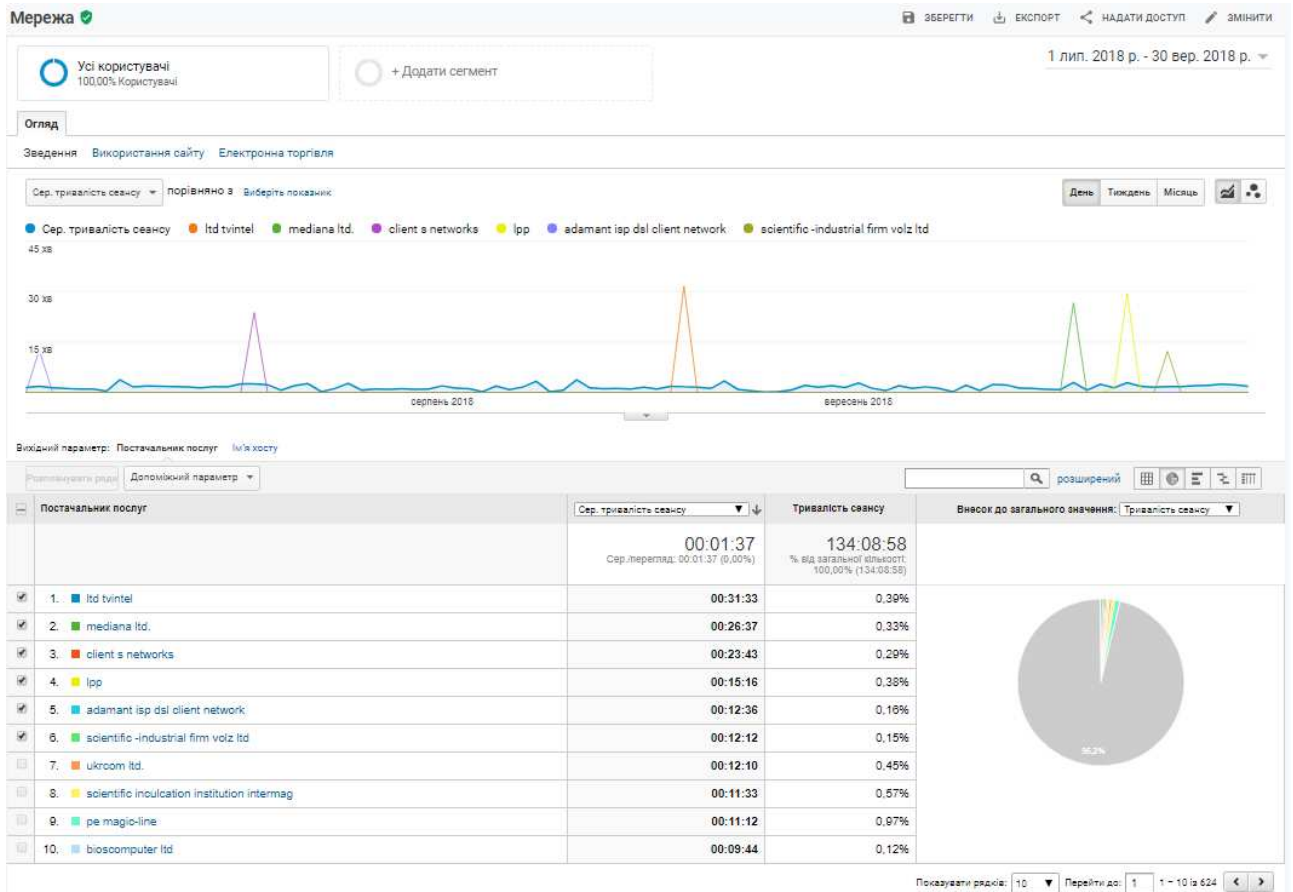 Мережа
ЗБЕРЕГТИ ЕКСПОРТ НАДАТИ ДОСТУП ЗМІНИТИ
Усі користувачі
100,00% Користувачі
+ Додати сегмент
1 лип. 2018 р. - 30 вер. 2018 р.
Огляд
Зведення Використання сайту Електронна торгівля
Сер. тривалість сеансу порівняно з Виберіть показник
День Тиждень Місяць
Сер. тривалість сеансу ltd tvintel mediana ltd. client s networks lpp adamant isp dsl client network scientific -industrial firm volz ltd
45 хв
30 хв
15 хв
серпень 2018 вересень 2018
Вихідний параметр: Постачальник послуг Ім'я хосту
Допоміжний параметр
розширений
Постачальник послуг Сер. тривалість сеансу Тривалість сеансу Внесок до загального значення: Тривалість сеансу
00:01:37 134:08:58
Сер./перегляд: 00:01:37 (0,00%) % від загальної кількості: 100,00% (134:08:58)
1. ltd tvintel 00:31:33 0,39%
2. mediana ltd. 00:26:37 0,33%
3. client s networks 00:23:43 0,29%
4. lpp 00:15:16 0,38%
5. adamant isp dsl client network 00:12:36 0,16%
6. scientific -industrial firm volz ltd 00:12:12 0,15%
7. ukrcom ltd. 00:12:10 0,45%
8. scientific inculcation institution intermag 00:11:33 0,57%
9. pe magic-line 00:11:12 0,97%
10. bioscomputer ltd 00:09:44 0,12%
Показувати рядків: 10 Перейти до: 1 1 – 10 із 624